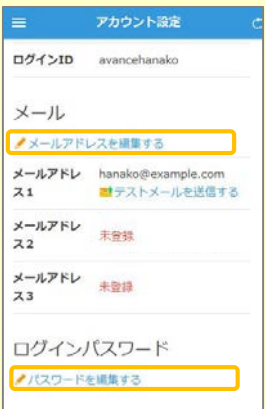 アカウント設定
ログインID avancehanako
メール
メールアドレスを編集する
メールアドレ hanako@example.com
ス1 テストメールを送信する
メールアドレ
ス2 未登録
メールアドレ
ス3 未登録
ログインパスワード
パスワードを編集する